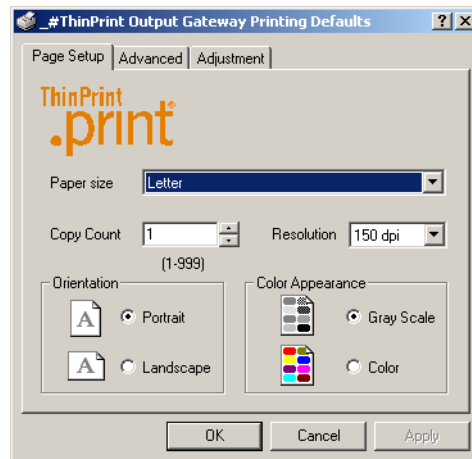 _#ThinPrint Output Gateway Printing Defaults
Page Setup Advanced Adjustment
ThinPrint
.print®
Paper size Letter
Copy Count 1 Resolution 150 dpi
(1-999)
Orientation Color Appearance
A Portrait Gray Scale
A Landscape Color
OK Cancel Apply